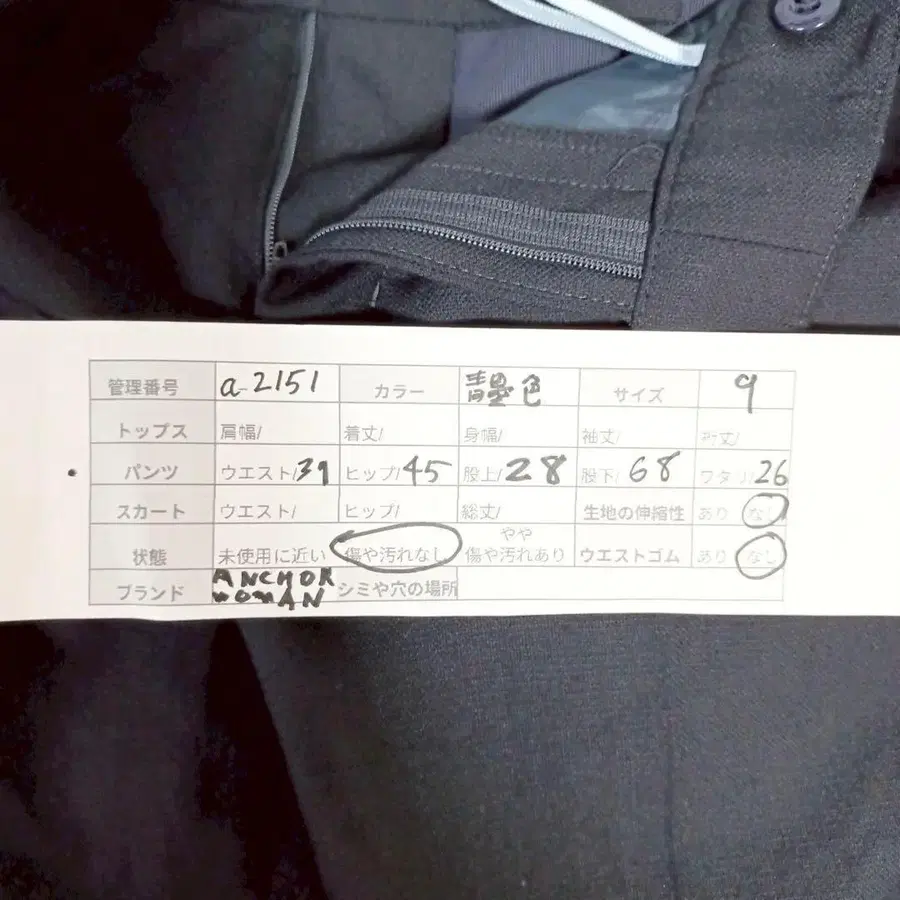 管理番号 a-2151 カラー 青墨色 サイズ 9
トップス 肩幅/ 着丈/ 身幅/ 袖丈/ 裄丈/
パンツ ウエスト/39 ヒップ/45 股上/28 股下/68 ワタリ/26
スカート ウエスト/ ヒップ/ 総丈/ 生地の伸縮性 あり なし
状態 未使用に近い 傷や汚れなし やや傷や汚れあり ウエストゴム あり なし
ブランド ANCHOR WOMAN シミや穴の場所